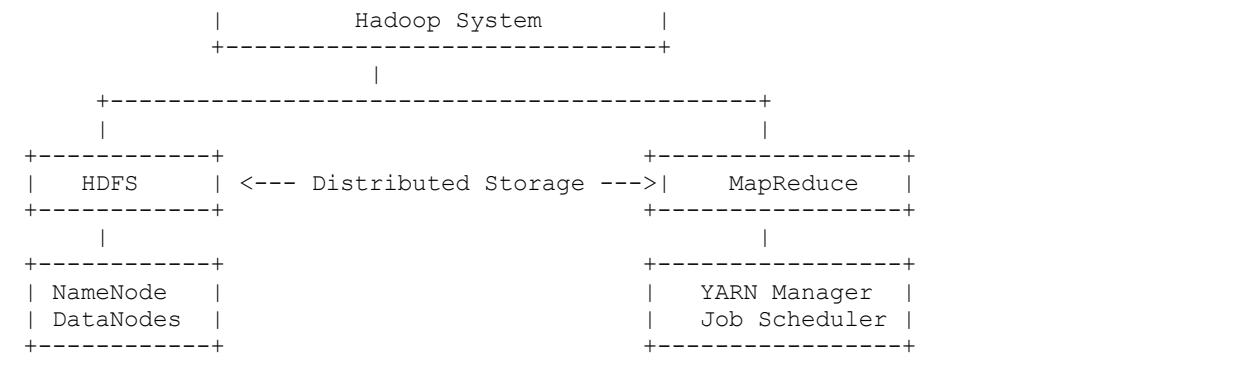 Hadoop System
HDFS <--- Distributed Storage ---> MapReduce
NameNode YARN Manager
DataNodes Job Scheduler